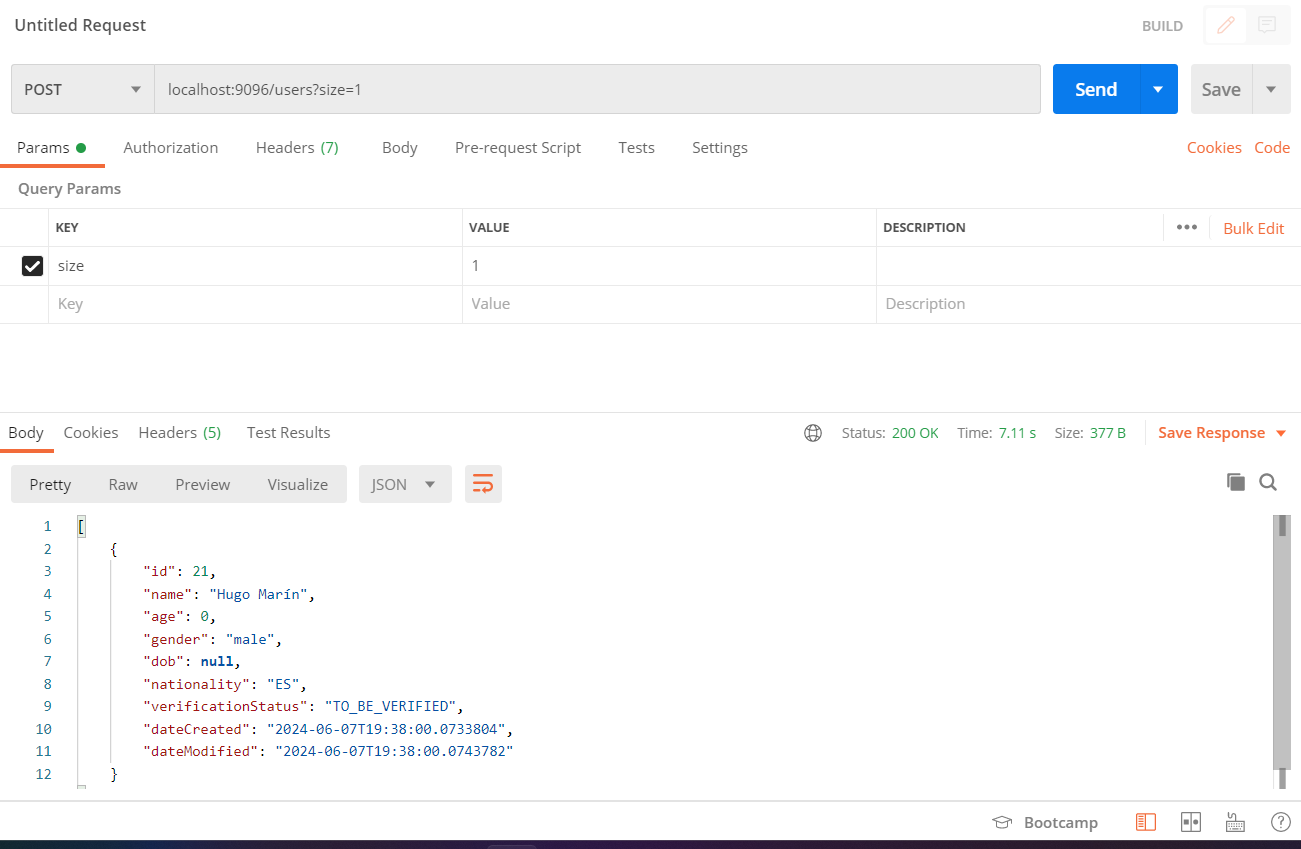 Untitled Request
BUILD
POST
localhost:9096/users?size=1
Send
Save
Params
Authorization
Headers (7)
Body
Pre-request Script
Tests
Settings
Cookies
Code
Query Params
KEY
VALUE
DESCRIPTION
Bulk Edit
size
1
Key
Value
Description
Body
Cookies
Headers (5)
Test Results
Status: 200 OK
Time: 7.11 s
Size: 377 B
Save Response
Pretty
Raw
Preview
Visualize
JSON
1 [
2 {
3 "id": 21,
4 "name": "Hugo Marín",
5 "age": 0,
6 "gender": "male",
7 "dob": null,
8 "nationality": "ES",
9 "verificationStatus": "TO_BE_VERIFIED",
10 "dateCreated": "2024-06-07T19:38:00.0733804",
11 "dateModified": "2024-06-07T19:38:00.0743782"
12 }
Bootcamp